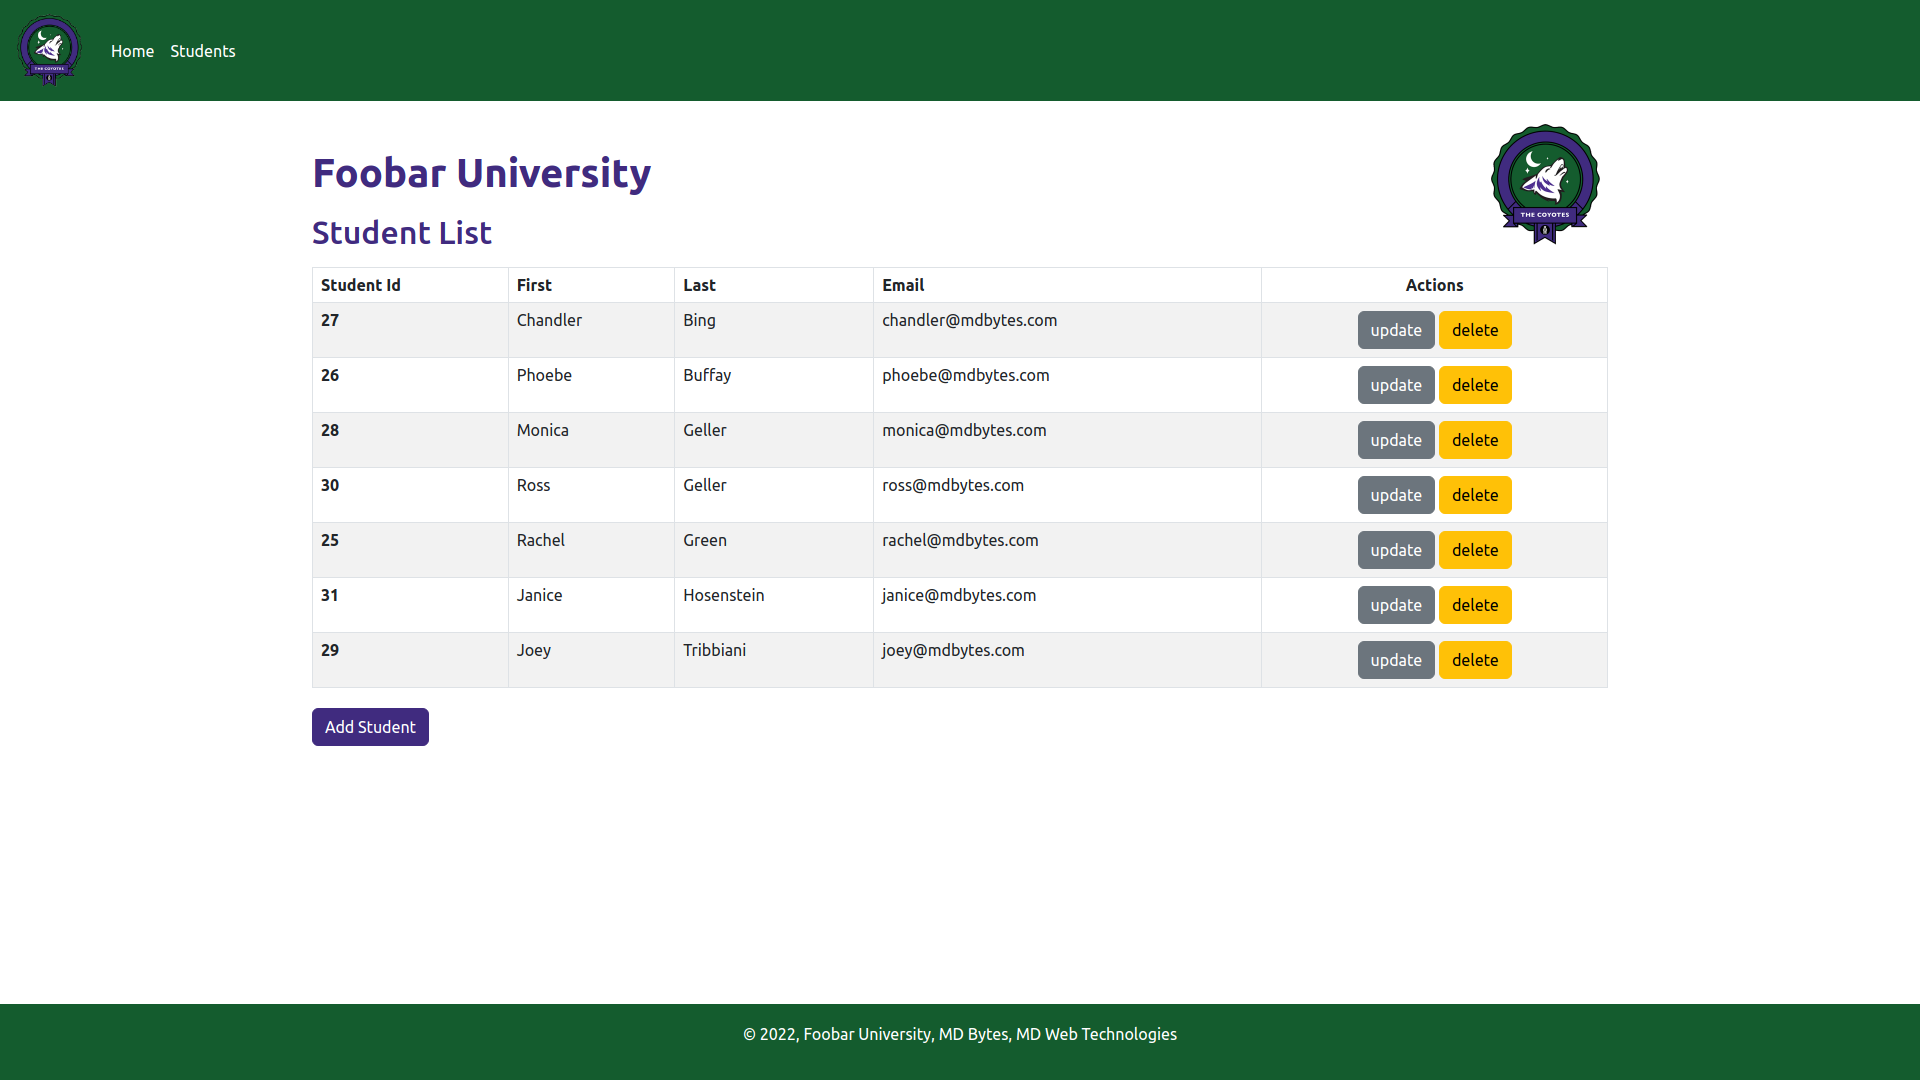 THE COYOTES
Home Students
Foobar University
THE COYOTES
Student List
Student Id First Last Email Actions
27 Chandler Bing chandler@mdbytes.com update delete
26 Phoebe Buffay phoebe@mdbytes.com update delete
28 Monica Geller monica@mdbytes.com update delete
30 Ross Geller ross@mdbytes.com update delete
25 Rachel Green rachel@mdbytes.com update delete
31 Janice Hosenstein janice@mdbytes.com update delete
29 Joey Tribbiani joey@mdbytes.com update delete
Add Student
© 2022, Foobar University, MD Bytes, MD Web Technologies